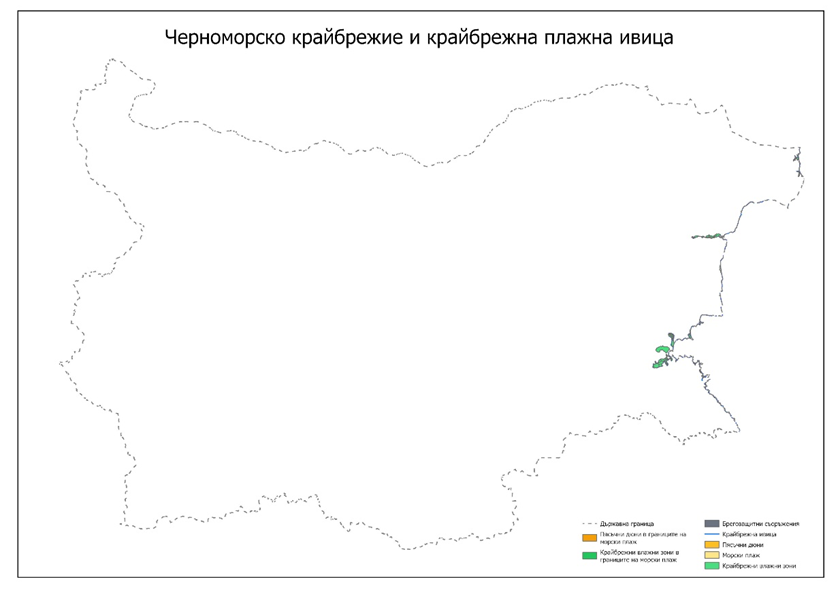 Черноморско крайбрежие и крайбрежна плажна ивица
Държавна граница
Пясъчни дюни в границите на
морски плаж
Крайбрежни влажни зони в
границите на морски плаж
Брегозащитни съоръжения
Крайбрежна ивица
Пясъчни дюни
Морски плаж
Крайбрежни влажни зони